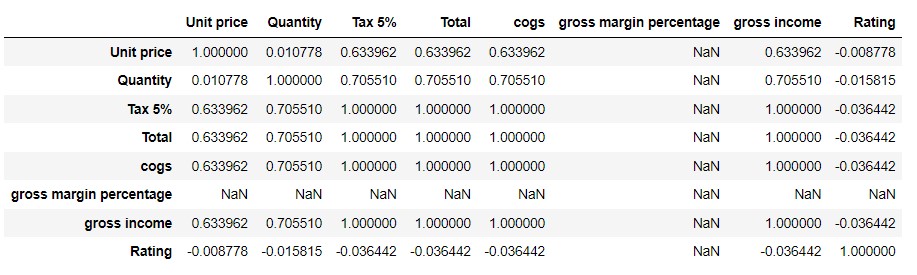 Unit price Quantity Tax 5% Total cogs gross margin percentage gross income Rating
Unit price 1.000000 0.010778 0.633962 0.633962 0.633962 NaN 0.633962 -0.008778
Quantity 0.010778 1.000000 0.705510 0.705510 0.705510 NaN 0.705510 -0.015815
Tax 5% 0.633962 0.705510 1.000000 1.000000 1.000000 NaN 1.000000 -0.036442
Total 0.633962 0.705510 1.000000 1.000000 1.000000 NaN 1.000000 -0.036442
cogs 0.633962 0.705510 1.000000 1.000000 1.000000 NaN 1.000000 -0.036442
gross margin percentage NaN NaN NaN NaN NaN NaN NaN NaN
gross income 0.633962 0.705510 1.000000 1.000000 1.000000 NaN 1.000000 -0.036442
Rating -0.008778 -0.015815 -0.036442 -0.036442 -0.036442 NaN -0.036442 1.000000